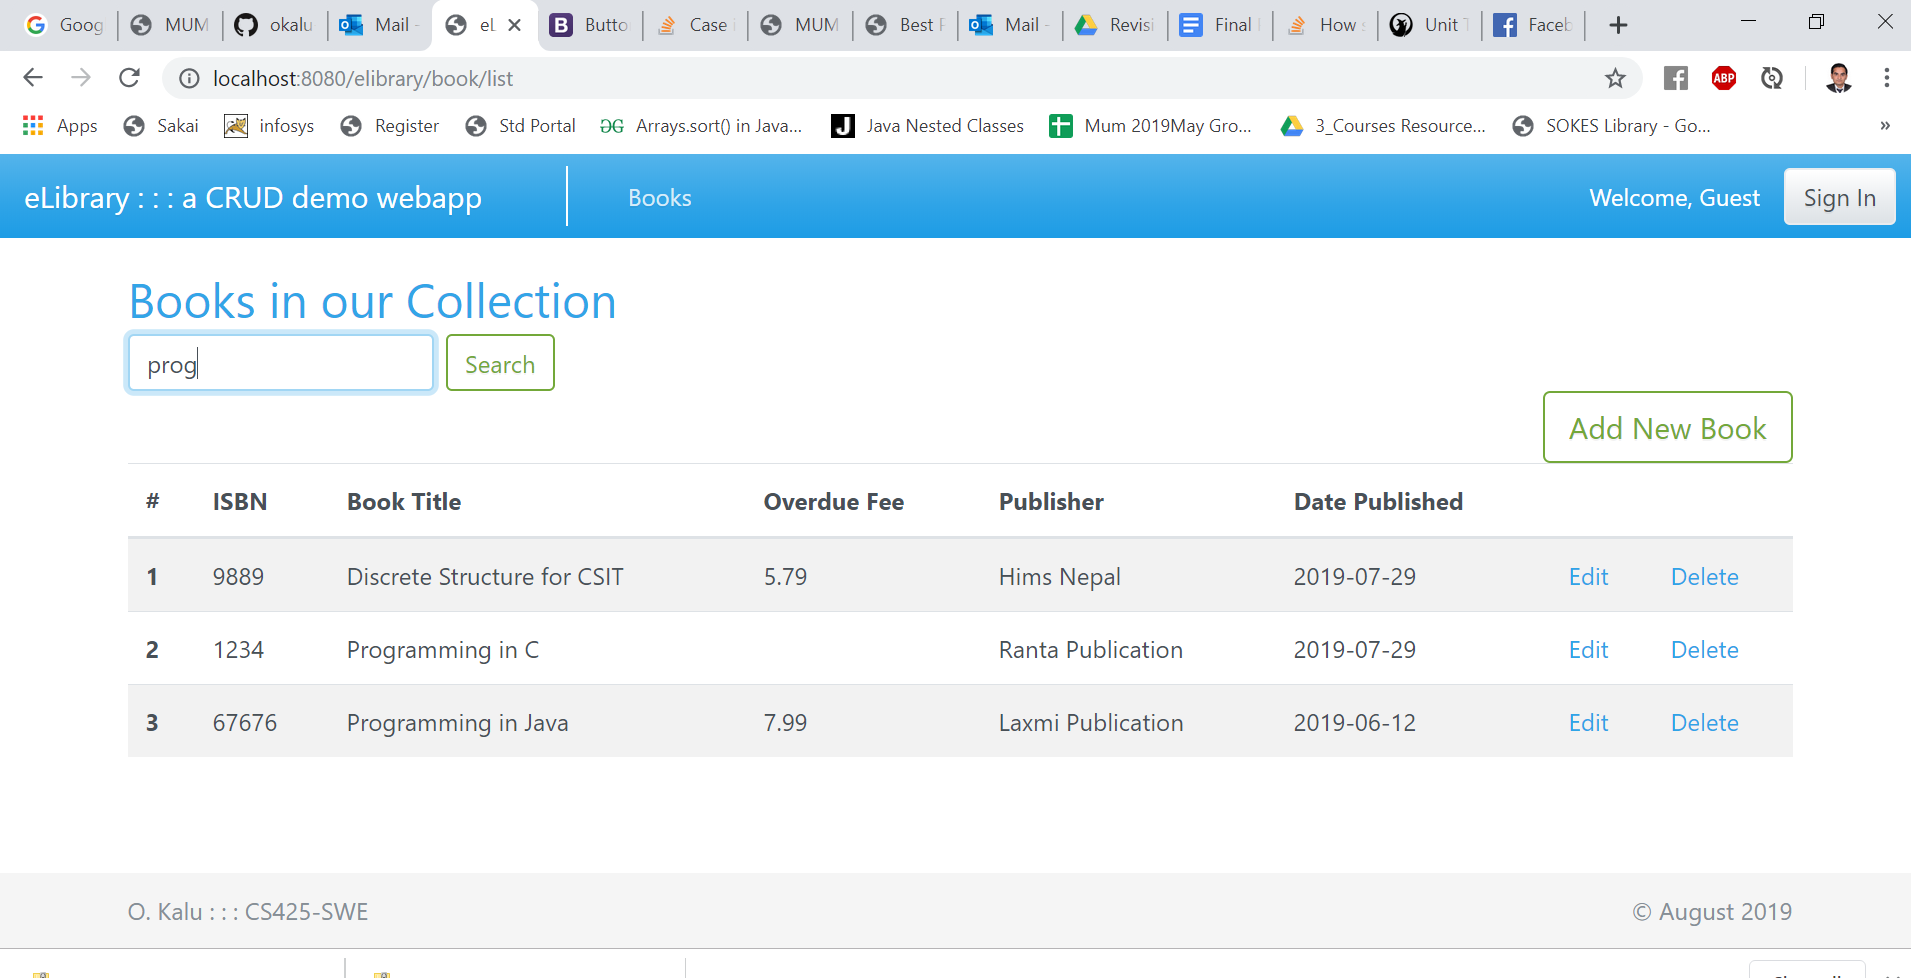 Goog MUM okalu Mail - eL Butto Case i MUM Best P Mail - Revisi Final How Unit T Faceb
localhost:8080/elibrary/book/list ABP
Apps Sakai infosys Register Std Portal Arrays.sort() in Java... Java Nested Classes Mum 2019May Gro... 3_Courses Resource... SOKES Library - Go... »
eLibrary : : : a CRUD demo webapp Books Welcome, Guest Sign In
Books in our Collection
prog Search
Add New Book
# ISBN Book Title Overdue Fee Publisher Date Published
1 9889 Discrete Structure for CSIT 5.79 Hims Nepal 2019-07-29 Edit Delete
2 1234 Programming in C Ranta Publication 2019-07-29 Edit Delete
3 67676 Programming in Java 7.99 Laxmi Publication 2019-06-12 Edit Delete
O. Kalu : : : CS425-SWE © August 2019